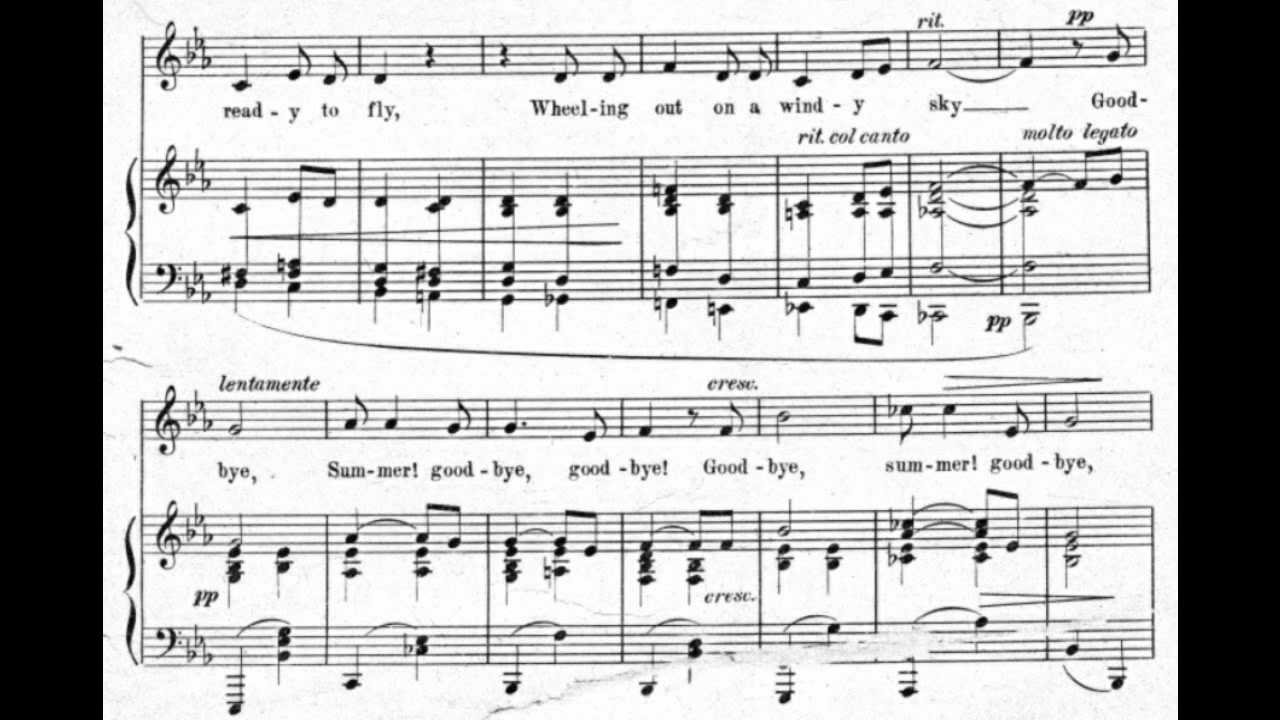 rit. pp
read - y to fly, Wheel - ing out on a wind - y sky Good-
rit. col canto molto legato
pp
lentamente cresc.
bye, Sum-mer! good-bye, good-bye! Good-bye, sum-mer! good-bye,
pp cresc.